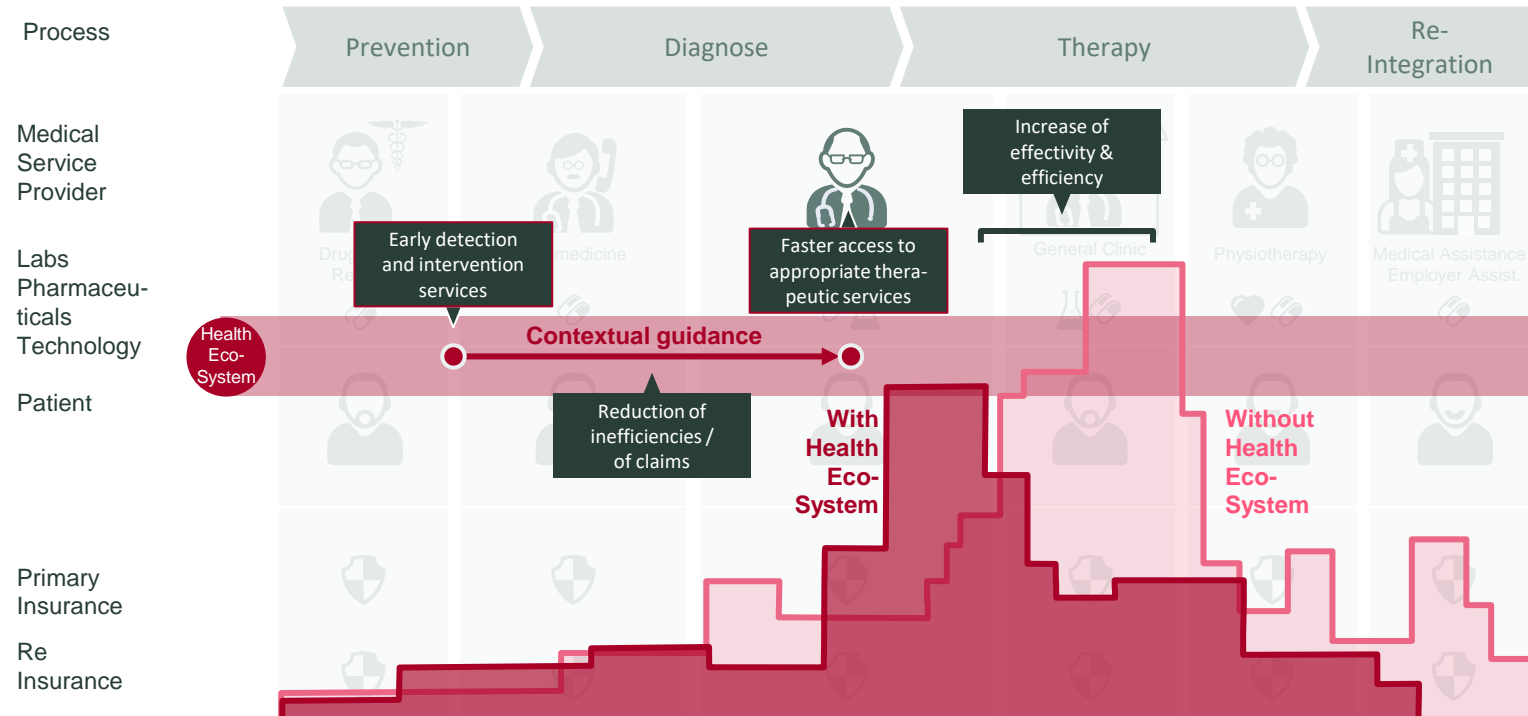 Process
Prevention
Diagnose
Therapy
Re-
Integration
Medical
Service
Provider
Increase of
effectivity &
efficiency
Early detection
and intervention
services
Faster access to
appropriate thera-
peutic services
General Clinic
Physiotherapy
Medical Assistance
Employer Assist.
Labs
Pharmaceu-
ticals
Technology
Health
Eco-
System
Contextual guidance
Patient
Reduction of
inefficiencies /
of claims
With
Health
Eco-
System
Without
Health
Eco-
System
Primary
Insurance
Re
Insurance